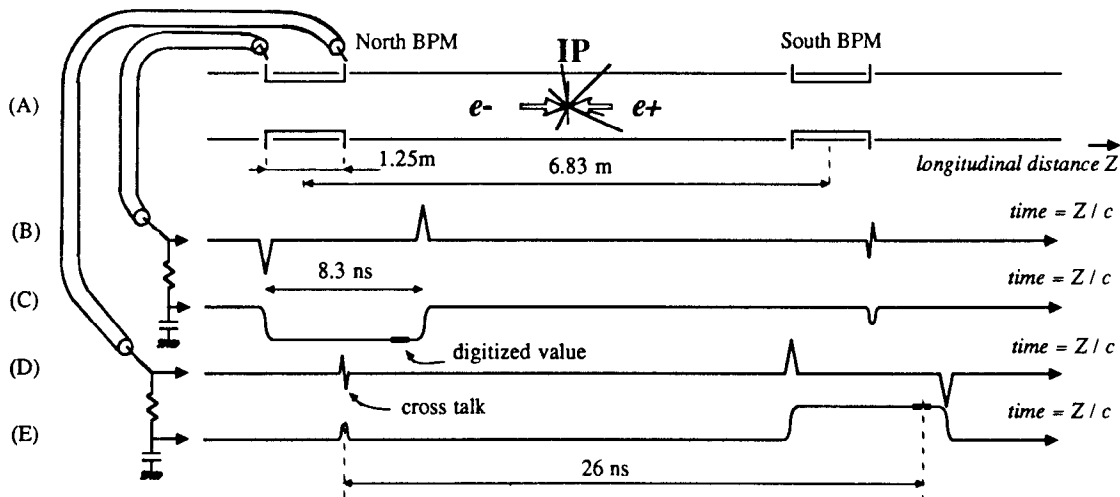 North BPM
IP
South BPM
(A)
e-
e+
1.25m
6.83 m
longitudinal distance Z
(B)
time = Z / c
8.3 ns
(C)
time = Z / c
digitized value
(D)
time = Z / c
cross talk
(E)
time = Z / c
26 ns